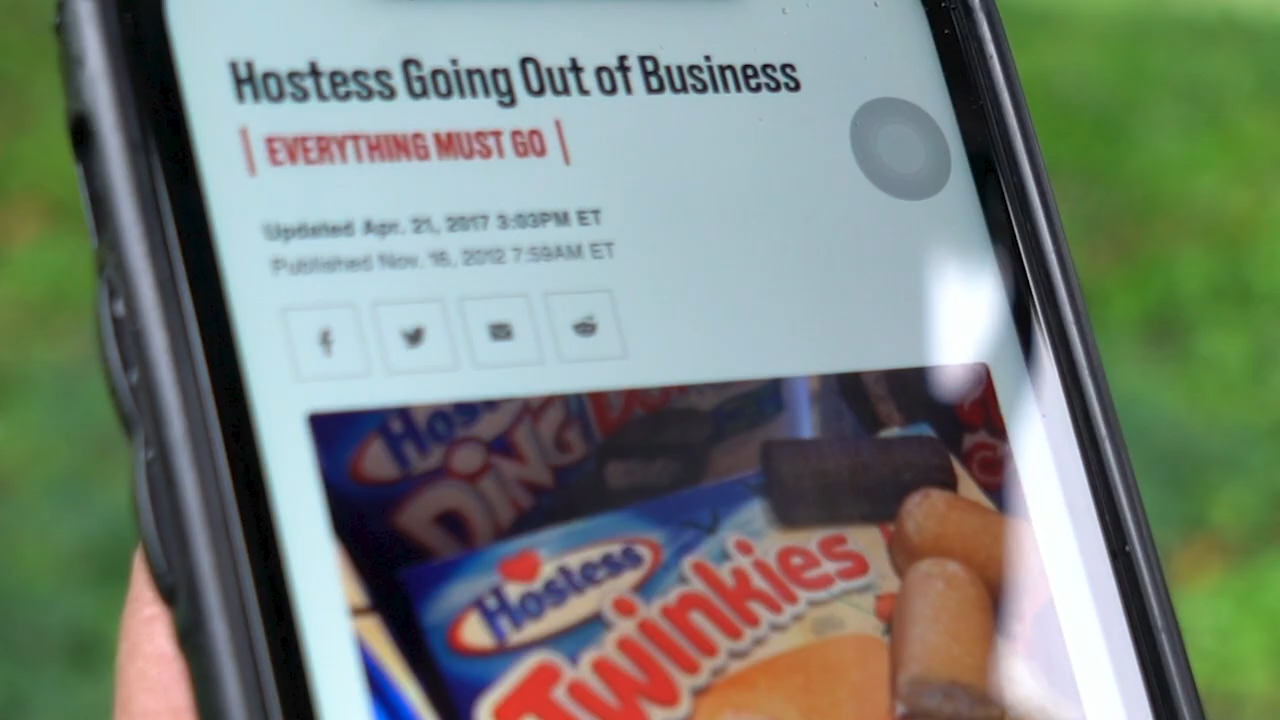 Hostess Going Out of Business
EVERYTHING MUST GO
Updated Apr. 21, 2017 3:03PM ET
Published Nov. 16, 2012 7:59AM ET
Hos
DING
Hostess
Twinkies